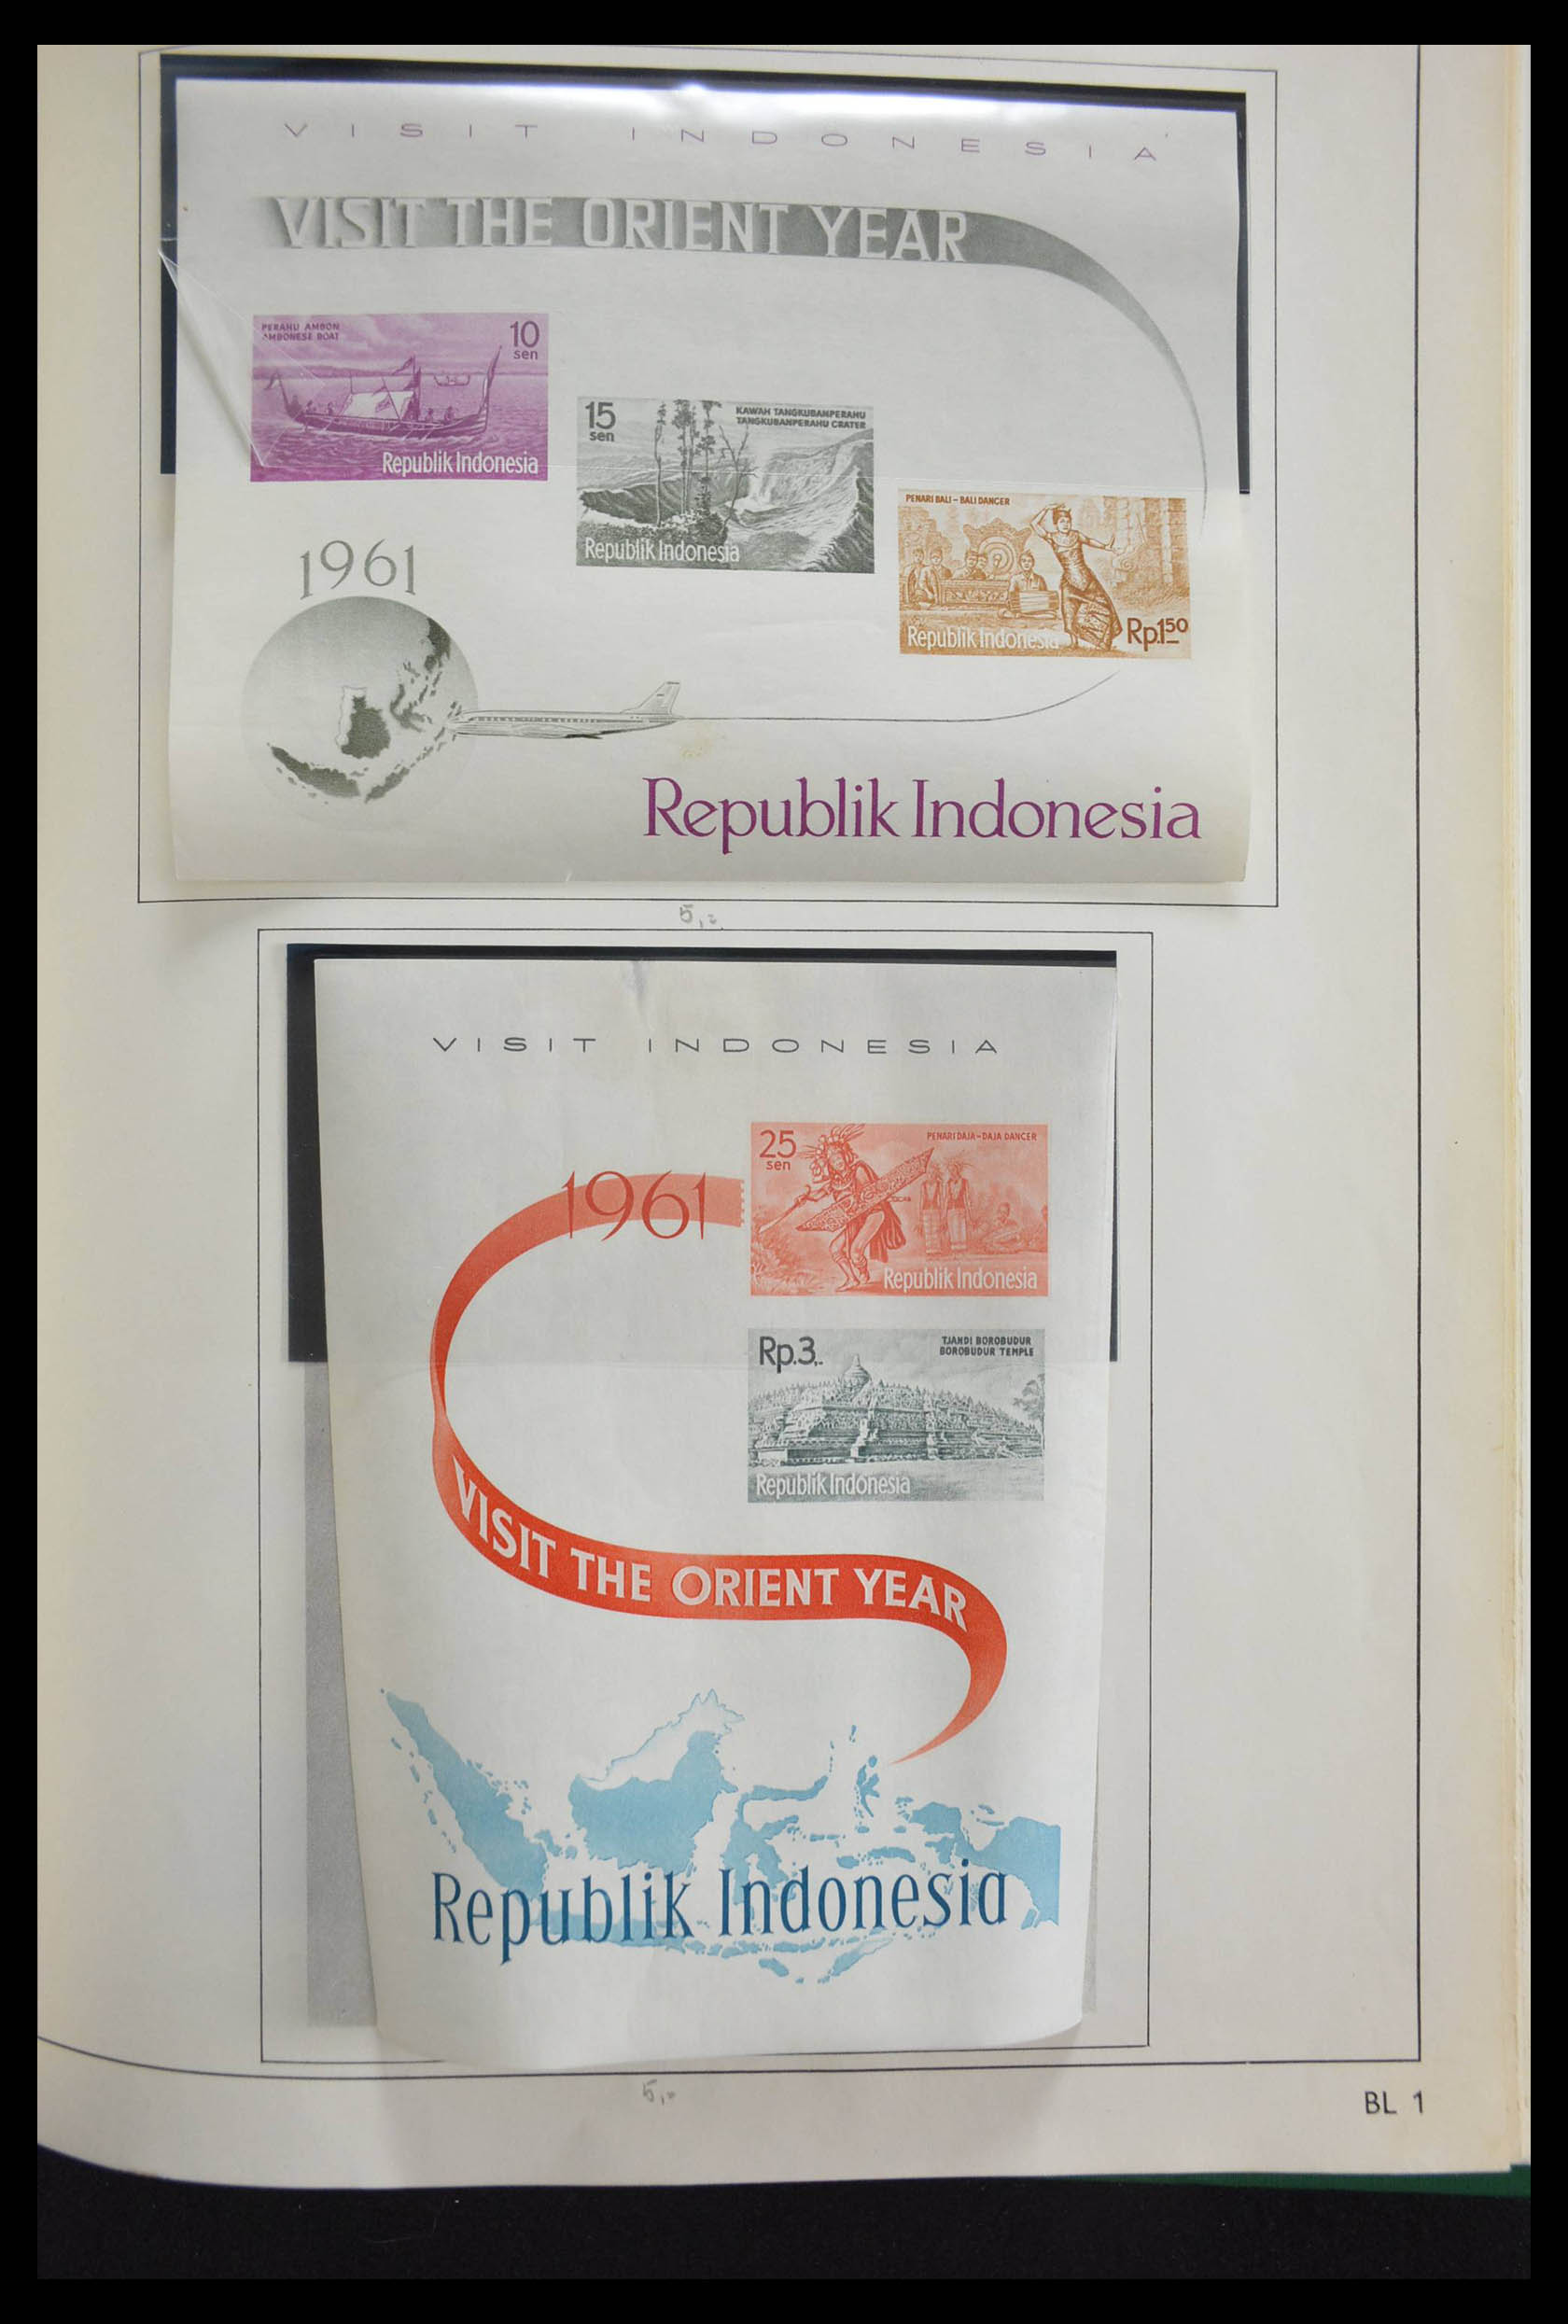 VISIT INDONESIA
VISIT THE ORIENT YEAR
PERAHU AMBON
AMBONESE BOAT
10
sen
Republik Indonesia
15
sen
KAWAH TANGKUBANPERAHU
TANGKUBANPERAHU CRATER
Republik Indonesia
PENARI BALI - BALI DANCER
Republik Indonesia
Rp.150
1961
Republik Indonesia
5,=
VISIT INDONESIA
1961
25
sen
PENARI DAJA - DAJA DANCER
Republik Indonesia
Rp.3,-
TJANDI BOROBUDUR
BOROBUDUR TEMPLE
Republik Indonesia
VISIT THE ORIENT YEAR
Republik Indonesia
5,=
BL 1